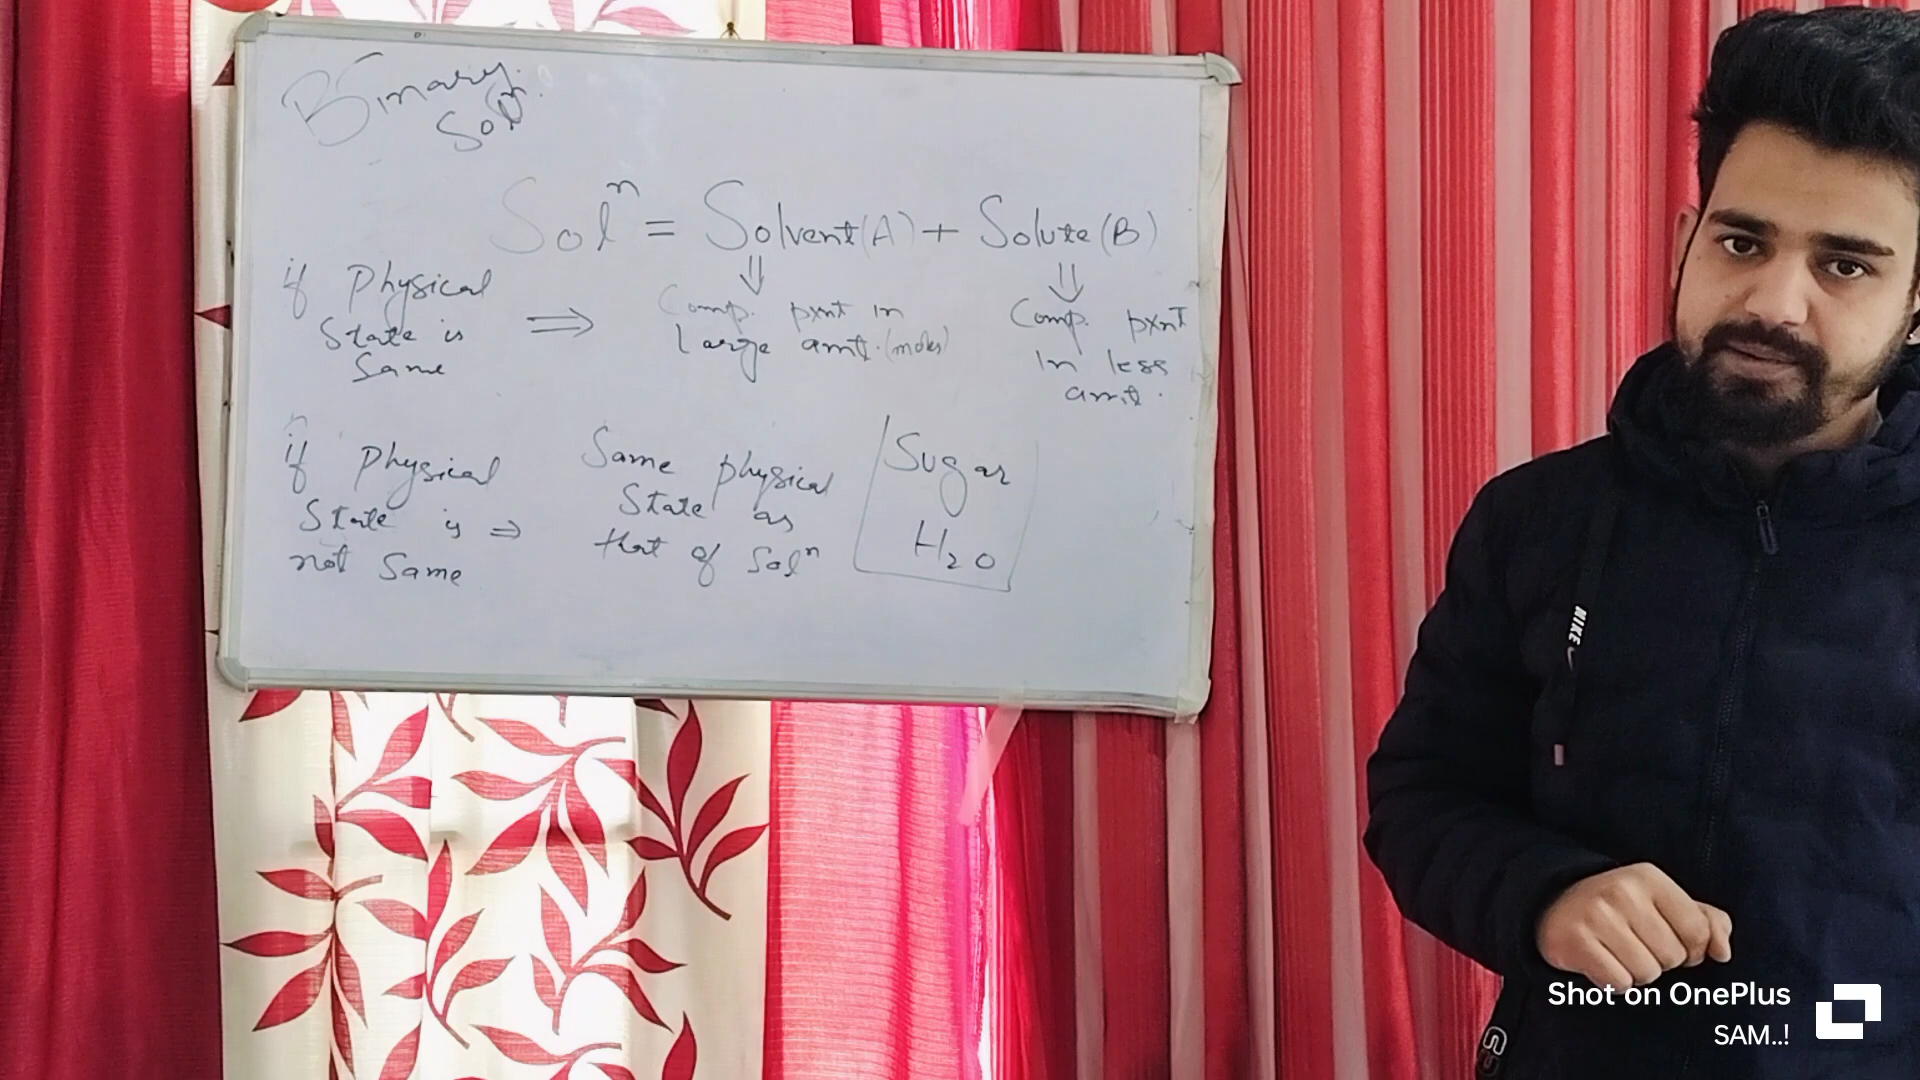 Binary
Solⁿ.
Solⁿ = Solvent(A) + Solute(B)
if Physical
State is
Same
⇒
Comp. pxnt in
Large amt.(moles)
Comp. pxnt
in less
amt.
if Physical
State is ⇒
not Same
Same physical
State as
that of Solⁿ
Sugar
H₂O
NIKE
Shot on OnePlus
SAM..!